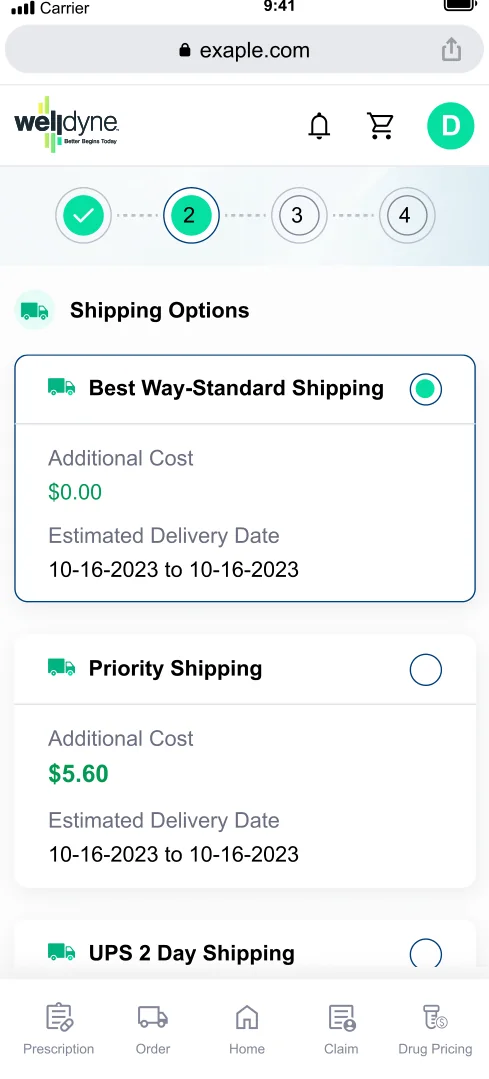 Carrier
9:41
exaple.com
welldyne.
Better Begins Today
D
2
3
4
Shipping Options
Best Way-Standard Shipping
Additional Cost
$0.00
Estimated Delivery Date
10-16-2023 to 10-16-2023
Priority Shipping
Additional Cost
$5.60
Estimated Delivery Date
10-16-2023 to 10-16-2023
UPS 2 Day Shipping
Prescription
Order
Home
Claim
Drug Pricing